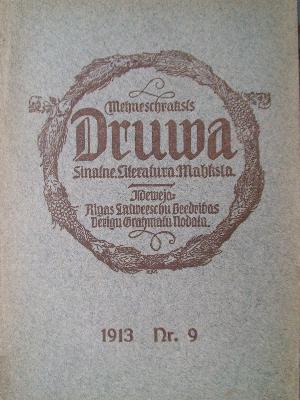 Mehneschraksts
Druwa
Sinatne. Literatura. Mahksla.
Isdewejs:
Rigas Latweeschu Beedribas
Derigu Grahmatu Nodala.
1913 Nr. 9